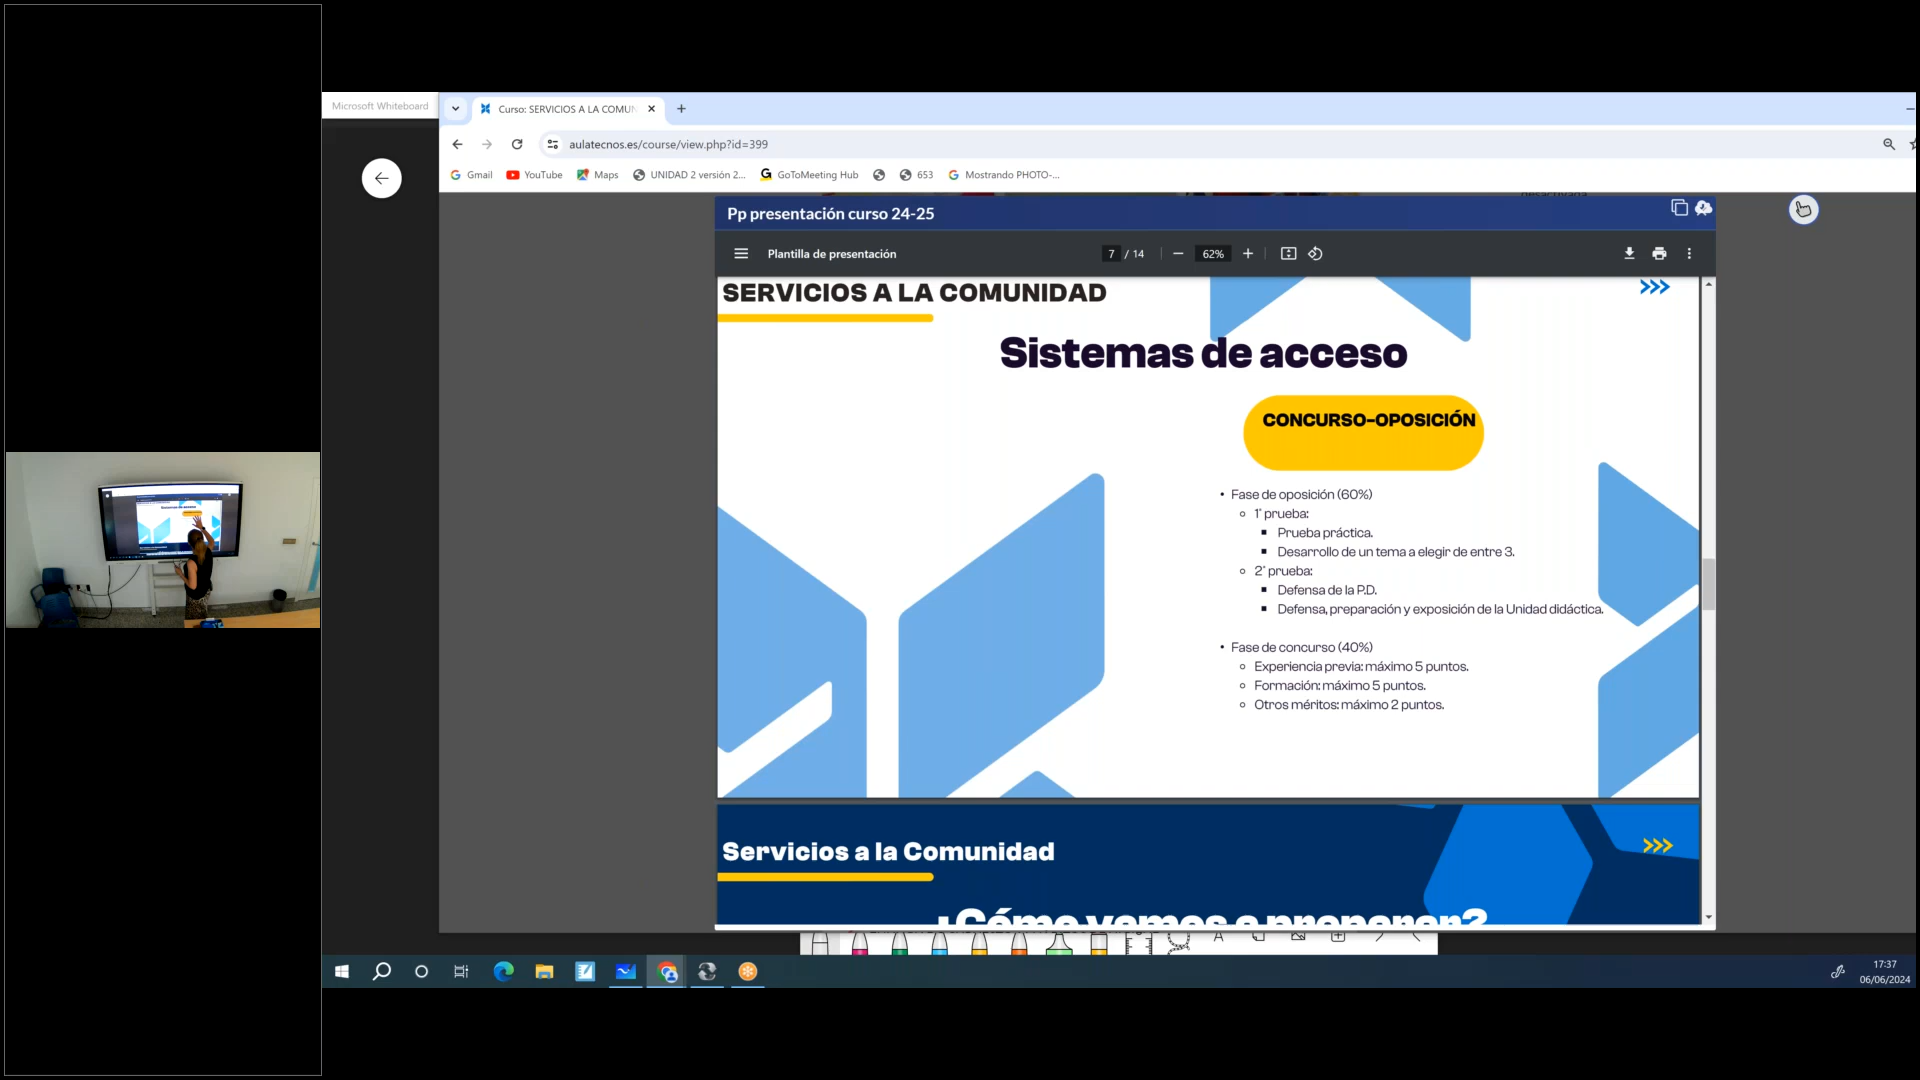 Microsoft Whiteboard
Curso: SERVICIOS A LA COMUN
aulatecnos.es/course/view.php?id=399
Gmail
YouTube
Maps
UNIDAD 2 versión 2...
GoToMeeting Hub
653
Mostrando PHOTO-...
Pp presentación curso 24-25
Plantilla de presentación
7 / 14
62%
SERVICIOS A LA COMUNIDAD
Sistemas de acceso
CONCURSO-OPOSICIÓN
• Fase de oposición (60%)
1ª prueba:
Prueba práctica.
Desarrollo de un tema a elegir de entre 3.
2ª prueba:
Defensa de la P.D.
Defensa, preparación y exposición de la Unidad didáctica.
• Fase de concurso (40%)
Experiencia previa: máximo 5 puntos.
Formación: máximo 5 puntos.
Otros méritos: máximo 2 puntos.
Servicios a la Comunidad
¿Cómo vamos a preparar?
17:37
06/06/2024